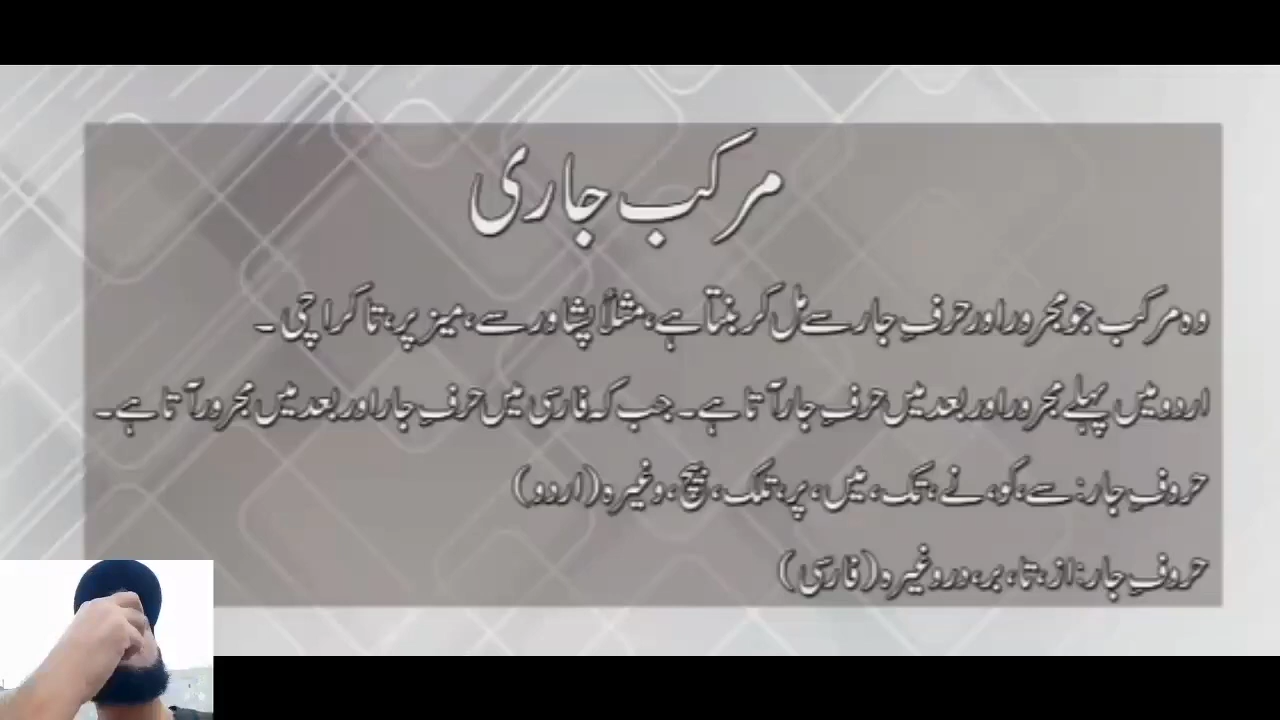 مرکب جاری
وہ مرکب جو مجرور اور حرفِ جار سے مل کر بنتا ہے، مثلاً پشاور سے، میز پر، تا کراچی ۔
اردو میں پہلے مجرور اور بعد میں حرفِ جار آتا ہے ۔ جب کہ فارسی میں حرفِ جار اور بعد میں مجرور آتا ہے ۔
حروفِ جار: سے، کو، نے، تک، میں، پر، تلک، بیچ، وغیرہ (اردو)
حروفِ جار: از، تا، بر، در وغیرہ (فارسی)